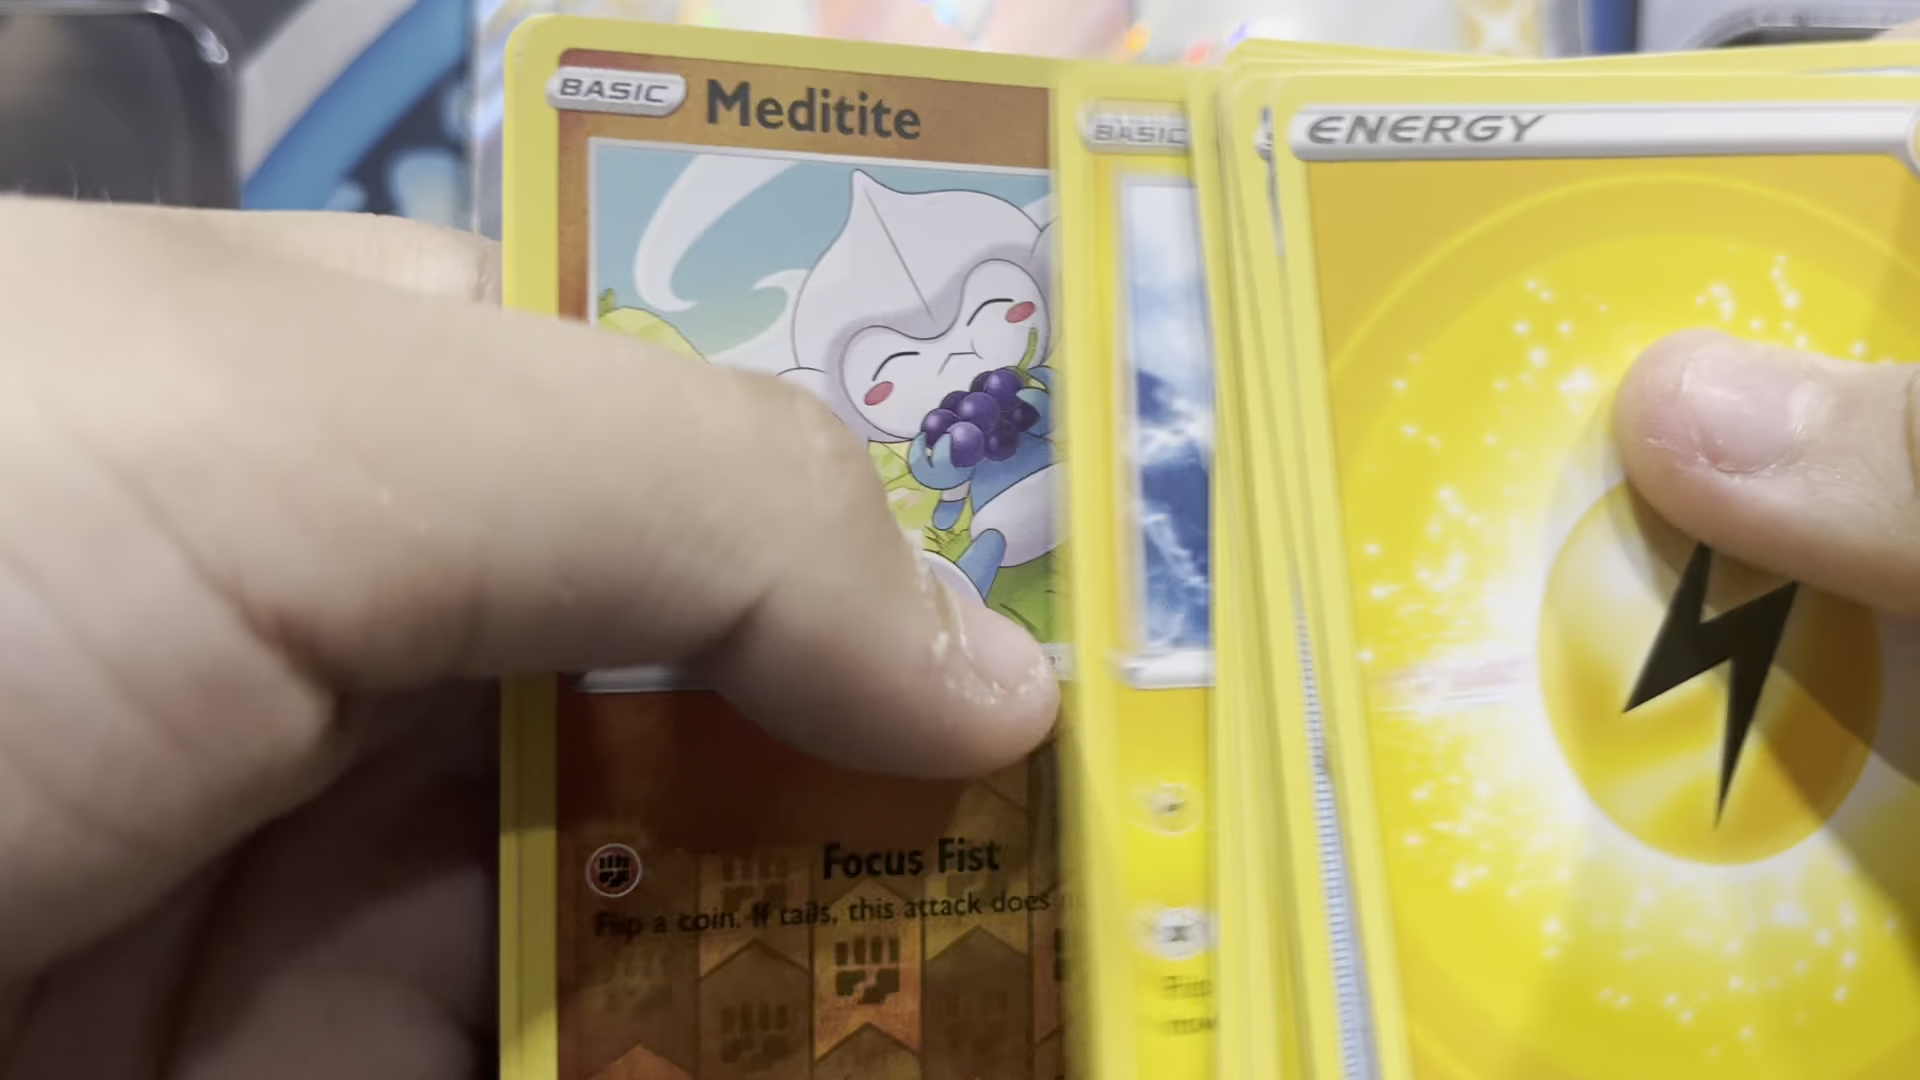 BASIC Meditite
BASIC
ENERGY
Focus Fist
Flip a coin. If tails, this attack does